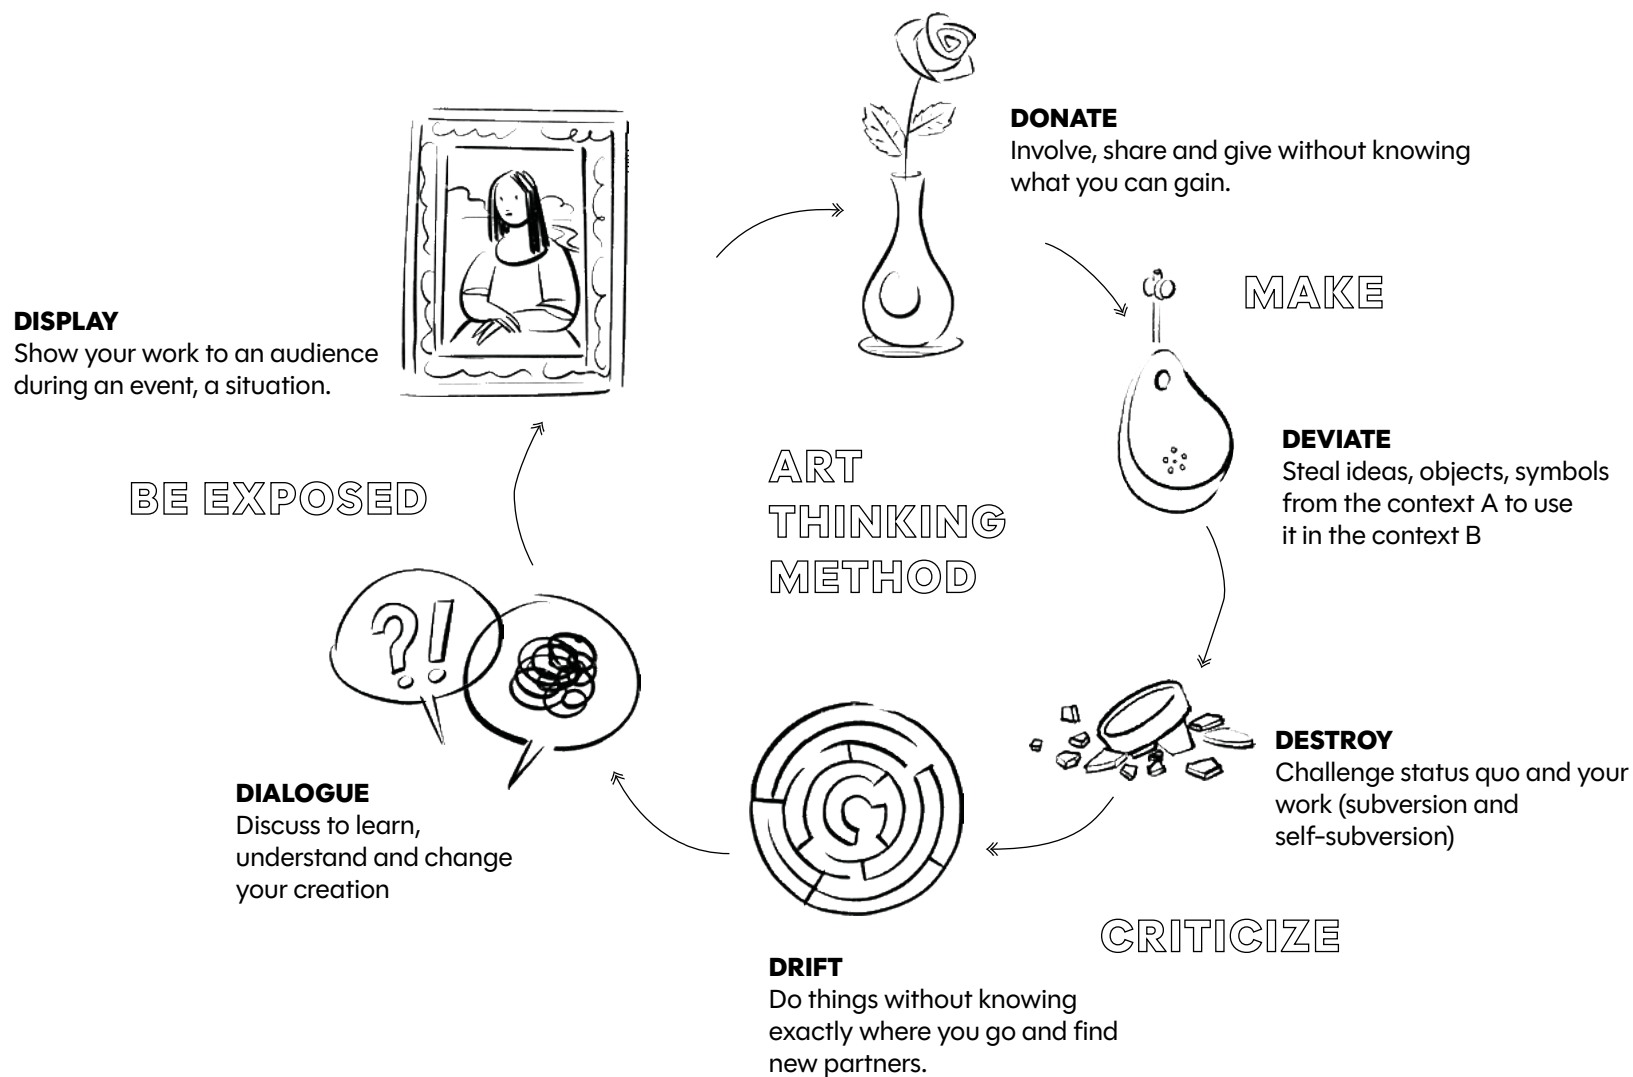 DONATE
Involve, share and give without knowing
what you can gain.
MAKE
DISPLAY
Show your work to an audience
during an event, a situation.
DEVIATE
Steal ideas, objects, symbols
from the context A to use
it in the context B
ART
THINKING
METHOD
BE EXPOSED
?!
DESTROY
Challenge status quo and your
work (subversion and
self-subversion)
DIALOGUE
Discuss to learn,
understand and change
your creation
CRITICIZE
DRIFT
Do things without knowing
exactly where you go and find
new partners.